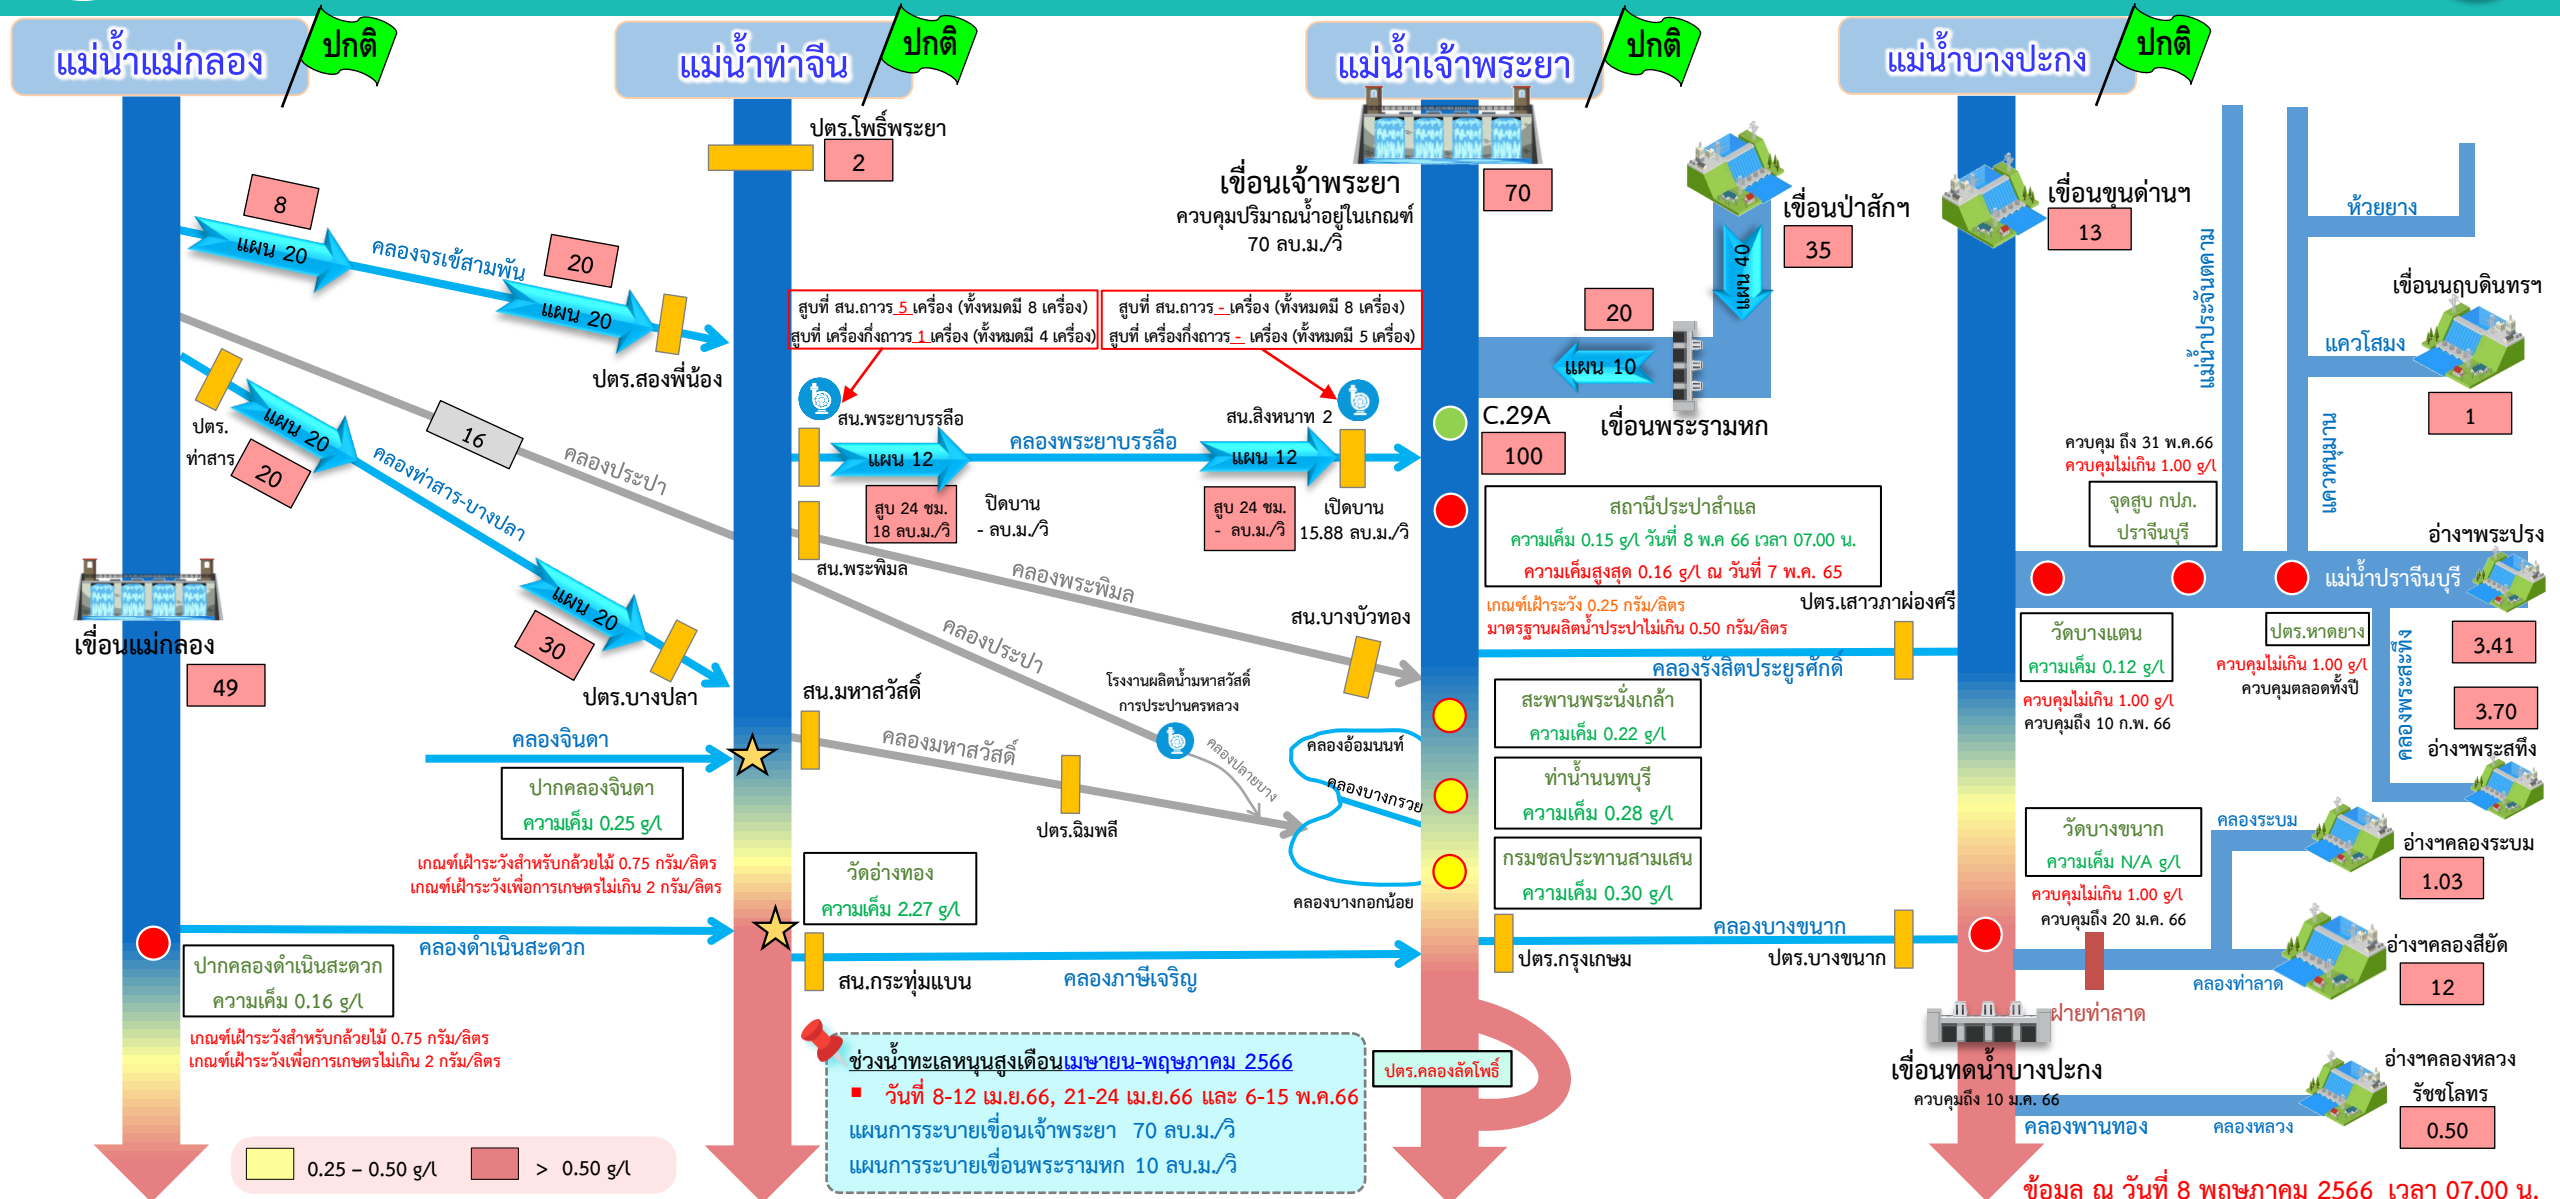 แม่น้ำแม่กลอง
ปกติ
แม่น้ำท่าจีน
ปกติ
แม่น้ำเจ้าพระยา
ปกติ
แม่น้ำบางปะกง
ปกติ
ปตร.โพธิ์พระยา
2
8
แผน 20
คลองจรเข้สามพัน
20
แผน 20
ปตร.สองพี่น้อง
ปตร.
ท่าสาร
แผน 20
20
คลองท่าสาร-บางปลา
16
คลองประปา
แผน 20
30
ปตร.บางปลา
เขื่อนแม่กลอง
49
คลองจินดา
ปากคลองจินดา
ความเค็ม 0.25 g/l
เกณฑ์เฝ้าระวังสำหรับกล้วยไม้ 0.75 กรัม/ลิตร
เกณฑ์เฝ้าระวังเพื่อการเกษตรไม่เกิน 2 กรัม/ลิตร
คลองดำเนินสะดวก
ปากคลองดำเนินสะดวก
ความเค็ม 0.16 g/l
เกณฑ์เฝ้าระวังสำหรับกล้วยไม้ 0.75 กรัม/ลิตร
เกณฑ์เฝ้าระวังเพื่อการเกษตรไม่เกิน 2 กรัม/ลิตร
0.25 – 0.50 g/l
> 0.50 g/l
เขื่อนเจ้าพระยา
ควบคุมปริมาณน้ำอยู่ในเกณฑ์
70 ลบ.ม./วิ
70
สูบที่ สน.ถาวร 5 เครื่อง (ทั้งหมดมี 8 เครื่อง)
สูบที่ เครื่องกึ่งถาวร 1 เครื่อง (ทั้งหมดมี 4 เครื่อง)
สูบที่ สน.ถาวร - เครื่อง (ทั้งหมดมี 8 เครื่อง)
สูบที่ เครื่องกึ่งถาวร - เครื่อง (ทั้งหมดมี 5 เครื่อง)
สน.พระยาบรรลือ
แผน 12
คลองพระยาบรรลือ
สน.สิงหนาท 2
แผน 12
สูบ 24 ชม.
18 ลบ.ม./วิ
ปิดบาน
- ลบ.ม./วิ
สูบ 24 ชม.
- ลบ.ม./วิ
เปิดบาน
15.88 ลบ.ม./วิ
สน.พระพิมล
คลองพระพิมล
สน.บางบัวทอง
คลองประปา
สน.มหาสวัสดิ์
โรงงานผลิตน้ำมหาสวัสดิ์
การประปานครหลวง
คลองมหาสวัสดิ์
คลองปลายบาง
ปตร.ฉิมพลี
คลองอ้อมนนท์
คลองบางกรวย
คลองบางกอกน้อย
วัดอ่างทอง
ความเค็ม 2.27 g/l
สน.กระทุ่มแบน
คลองภาษีเจริญ
ช่วงน้ำทะเลหนุนสูงเดือนเมษายน-พฤษภาคม 2566
วันที่ 8-12 เม.ย.66, 21-24 เม.ย.66 และ 6-15 พ.ค.66
แผนการระบายเขื่อนเจ้าพระยา 70 ลบ.ม./วิ
แผนการระบายเขื่อนพระรามหก 10 ลบ.ม./วิ
ปตร.คลองลัดโพธิ์
เขื่อนป่าสักฯ
35
แผน 40
20
แผน 10
เขื่อนพระรามหก
C.29A
100
สถานีประปาสำแล
ความเค็ม 0.15 g/l วันที่ 8 พ.ค 66 เวลา 07.00 น.
ความเค็มสูงสุด 0.16 g/l ณ วันที่ 7 พ.ค. 65
เกณฑ์เฝ้าระวัง 0.25 กรัม/ลิตร
มาตรฐานผลิตน้ำประปาไม่เกิน 0.50 กรัม/ลิตร
ปตร.เสาวภาผ่องศรี
คลองรังสิตประยูรศักดิ์
สะพานพระนั่งเกล้า
ความเค็ม 0.22 g/l
ท่าน้ำนนทบุรี
ความเค็ม 0.28 g/l
กรมชลประทานสามเสน
ความเค็ม 0.30 g/l
คลองบางขนาก
ปตร.กรุงเกษม
ปตร.บางขนาก
เขื่อนขุนด่านฯ
13
แม่น้ำประจันตคาม
ห้วยยาง
เขื่อนนฤบดินทรฯ
แควโสมง
1
แควหนุมาน
ควบคุม ถึง 31 พ.ค.66
ควบคุมไม่เกิน 1.00 g/l
จุดสูบ กปภ.
ปราจีนบุรี
อ่างฯพระปรง
แม่น้ำปราจีนบุรี
3.41
วัดบางแตน
ความเค็ม 0.12 g/l
ควบคุมไม่เกิน 1.00 g/l
ควบคุมถึง 10 ก.พ. 66
ปตร.หาดยาง
ควบคุมไม่เกิน 1.00 g/l
ควบคุมตลอดทั้งปี
คลองพระสะทึง
3.70
อ่างฯพระสทึง
วัดบางขนาก
ความเค็ม N/A g/l
ควบคุมไม่เกิน 1.00 g/l
ควบคุมถึง 20 ม.ค. 66
คลองระบม
อ่างฯคลองระบม
1.03
อ่างฯคลองสียัด
12
คลองท่าลาด
ฝายท่าลาด
เขื่อนทดน้ำบางปะกง
ควบคุมถึง 10 ม.ค. 66
คลองพานทอง
คลองหลวง
อ่างฯคลองหลวง
รัชชโลทร
0.50
ข้อมูล ณ วันที่ 8 พฤษภาคม 2566 เวลา 07.00 น.